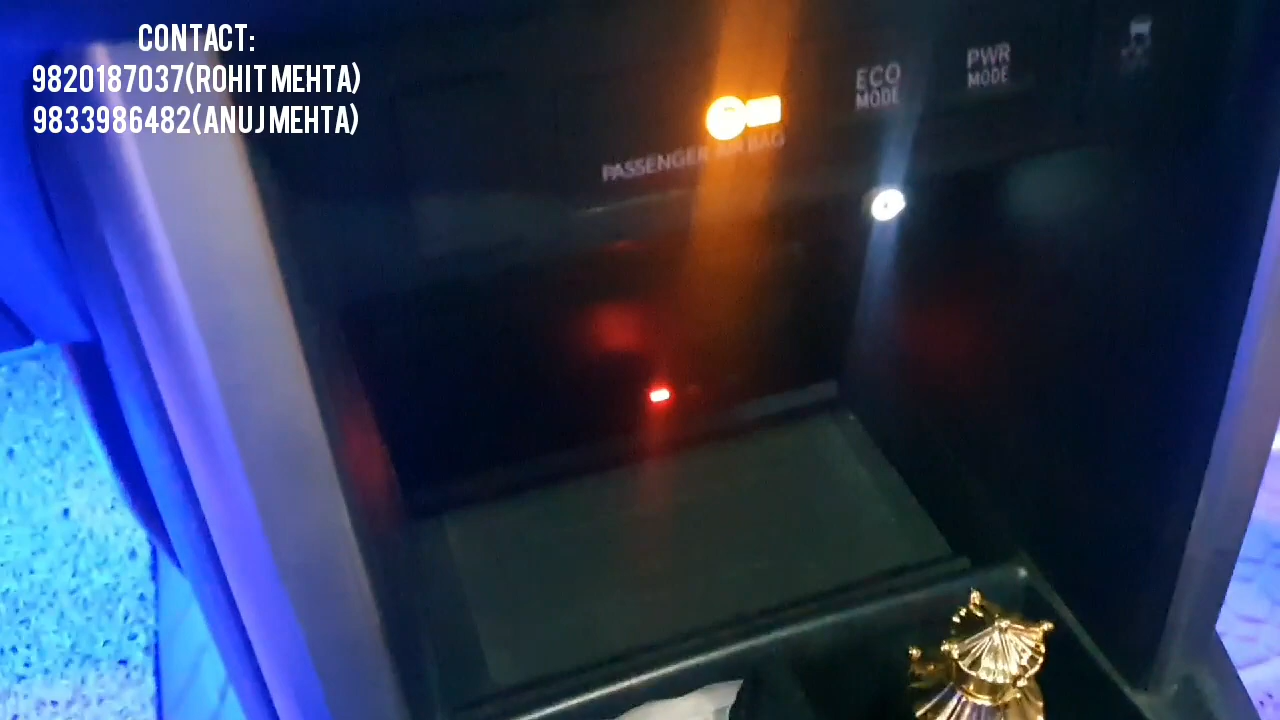 CONTACT:
9820187037(ROHIT MEHTA)
9833986482(ANUJ MEHTA)
PWR
MODE
ECO
MODE
PASSENGER AIR BAG